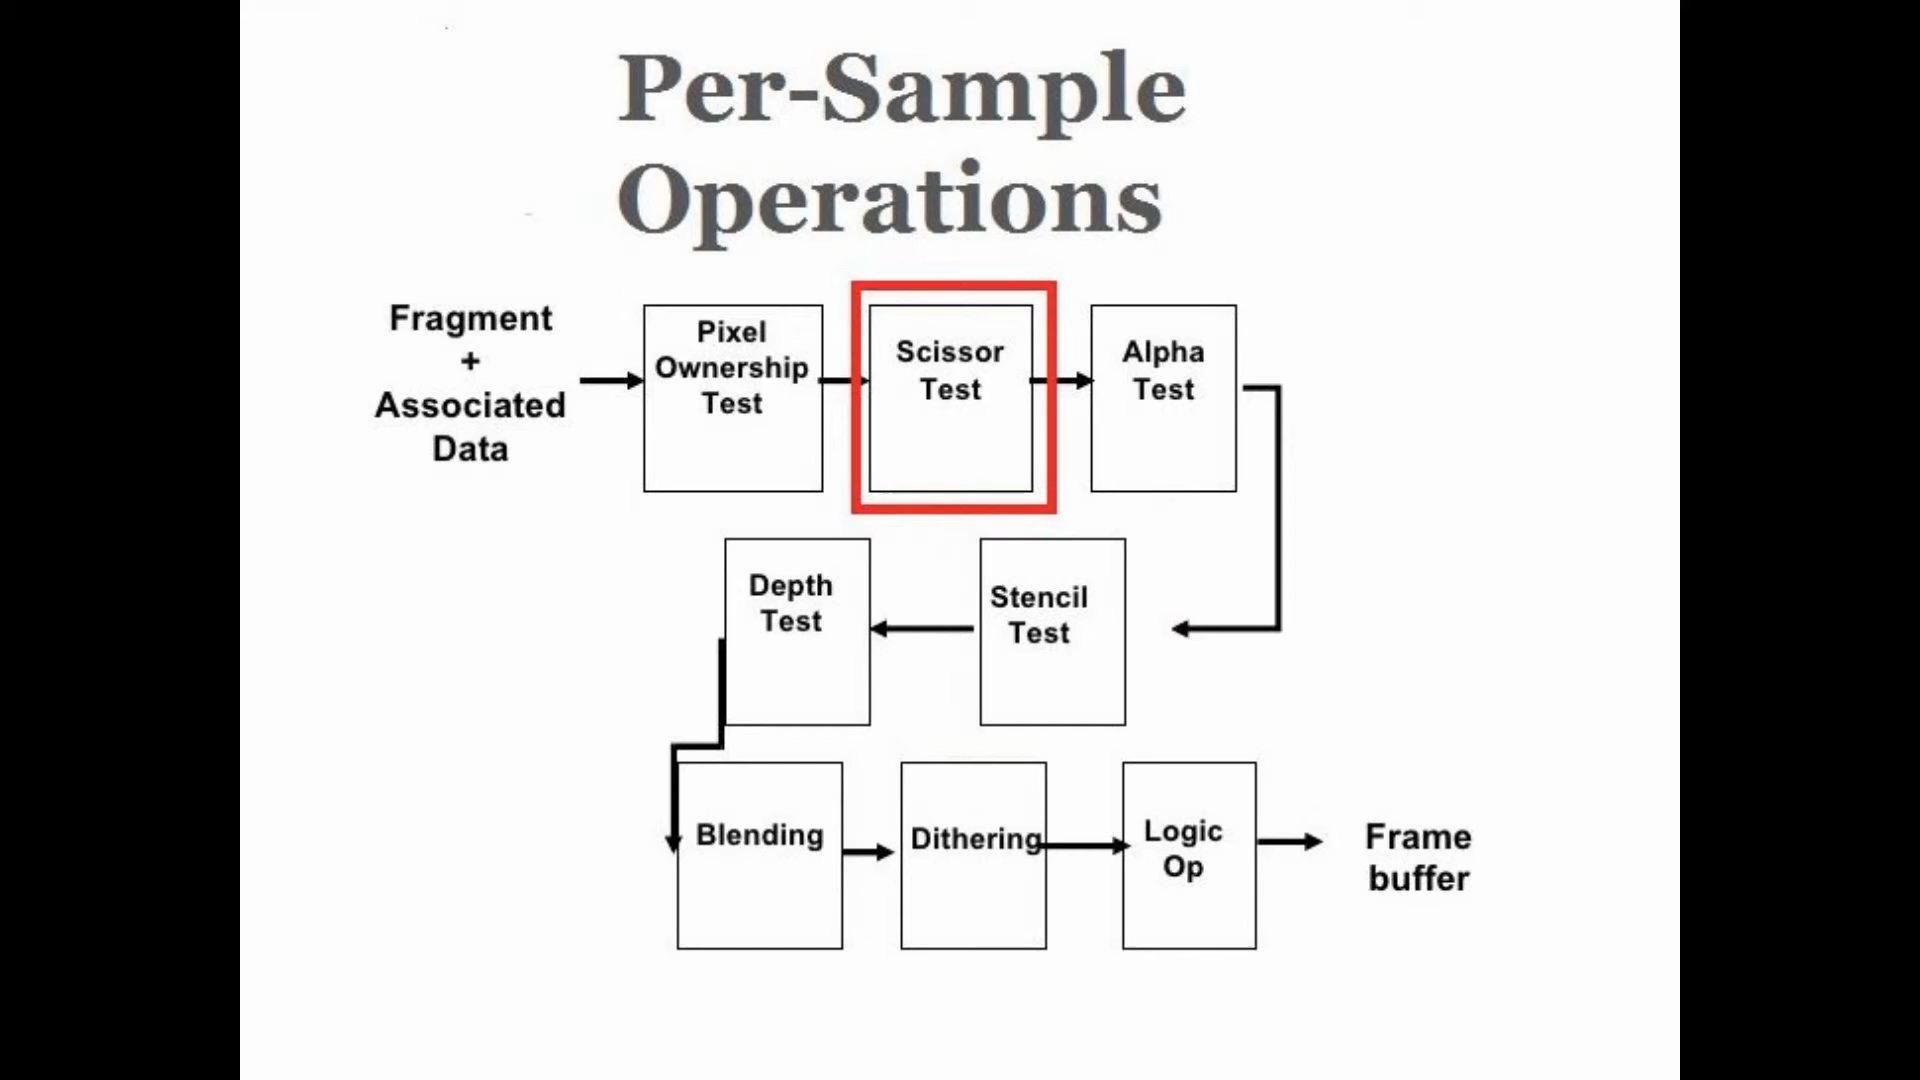 Per-Sample
Operations
Fragment
+
Associated
Data
Pixel
Ownership
Test
Scissor
Test
Alpha
Test
Depth
Test
Stencil
Test
Blending
Dithering
Logic
Op
Frame
buffer